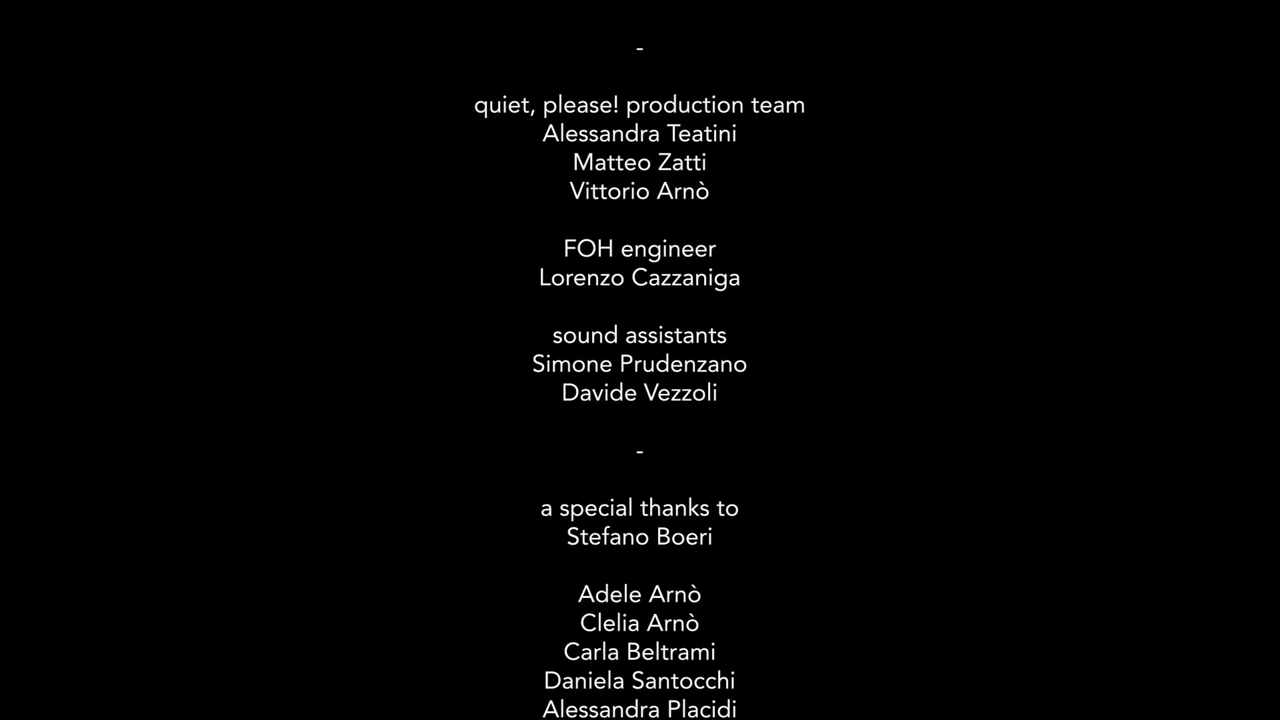 -
quiet, please! production team
Alessandra Teatini
Matteo Zatti
Vittorio Arnò
FOH engineer
Lorenzo Cazzaniga
sound assistants
Simone Prudenzano
Davide Vezzoli
-
a special thanks to
Stefano Boeri
Adele Arnò
Clelia Arnò
Carla Beltrami
Daniela Santocchi
Alessandra Placidi